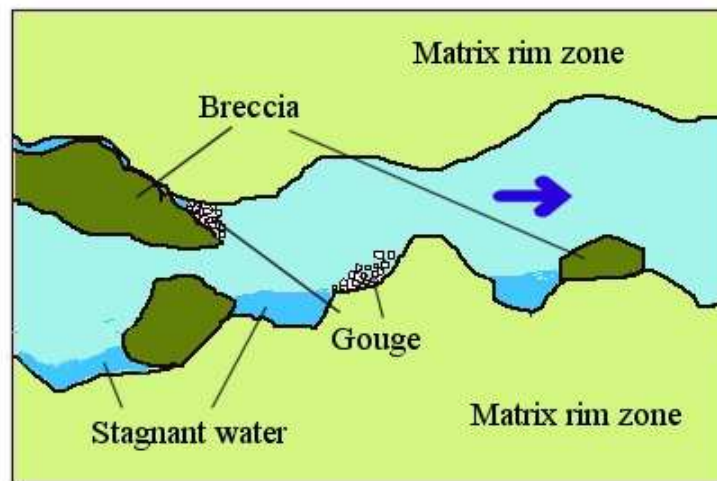 Matrix rim zone
Breccia
Gouge
Stagnant water
Matrix rim zone